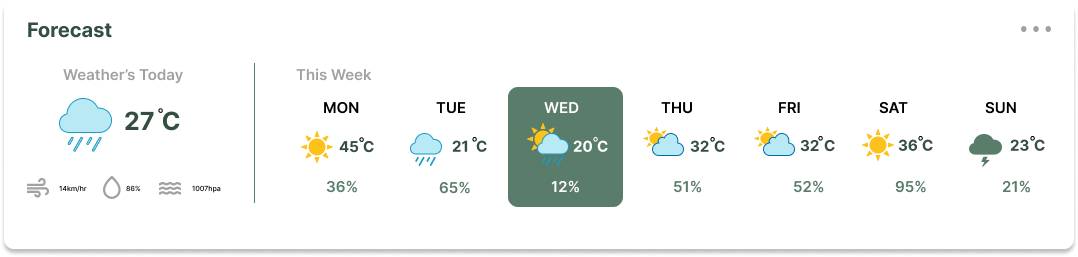 Forecast
Weather's Today
27°C
14km/hr 86% 1007hpa
This Week
MON TUE WED THU FRI SAT SUN
45°C 21°C 20°C 32°C 32°C 36°C 23°C
36% 65% 12% 51% 52% 95% 21%